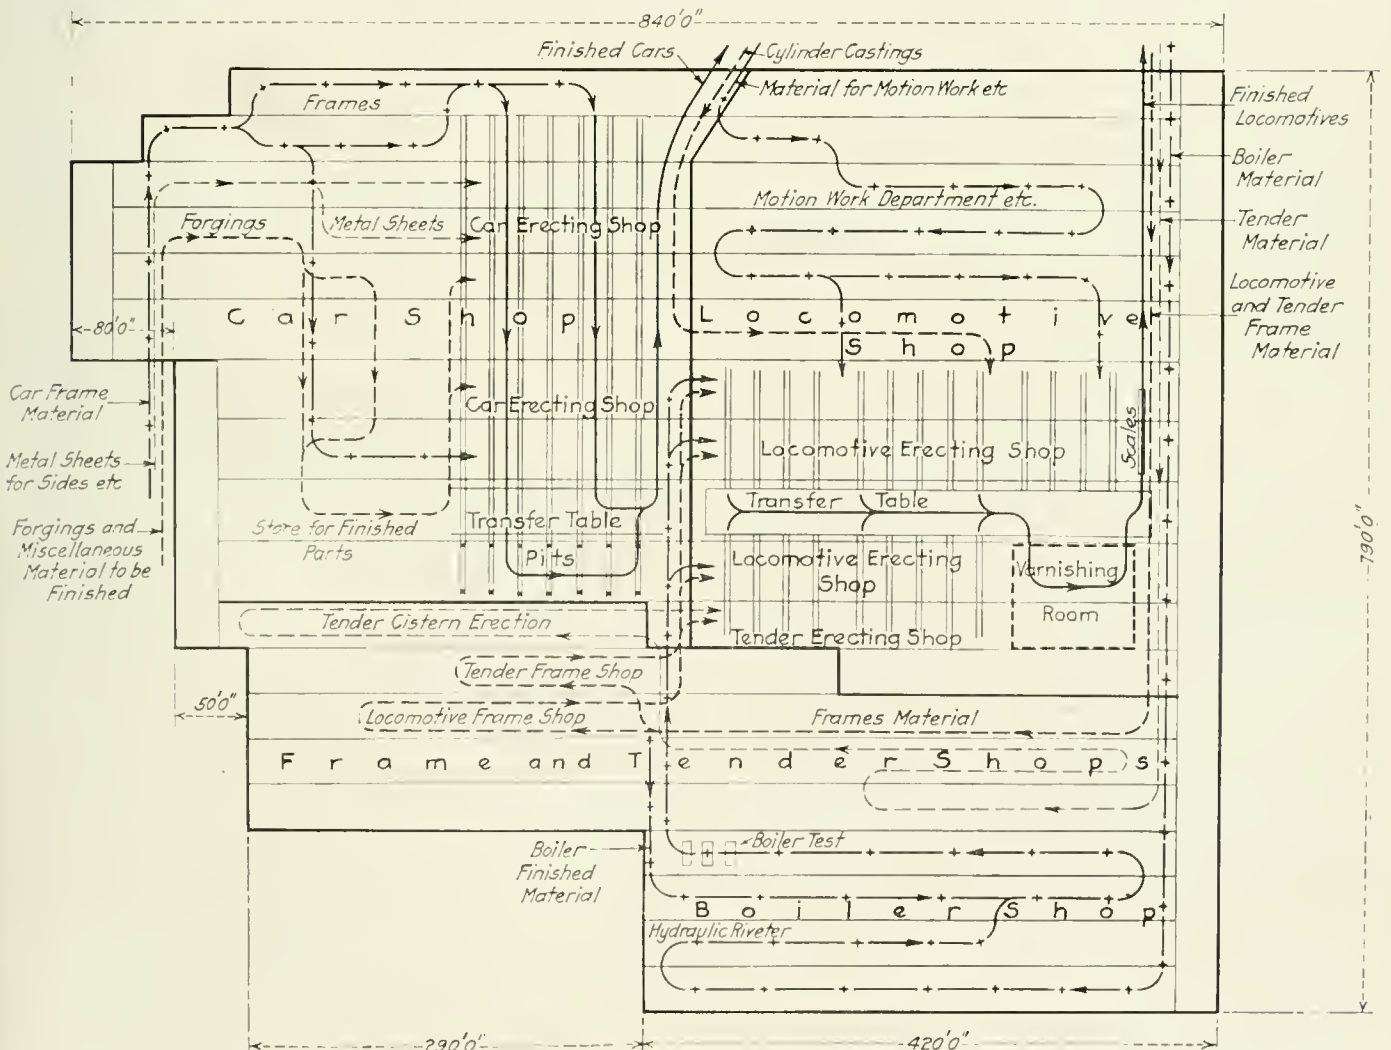 840'0"
Finished Cars
Cylinder Castings
Material for Motion Work etc
Frames
Finished
Locomotives
Boiler
Material
Motion Work Department etc.
Forgings
Metal Sheets
Car Erecting Shop
Tender
Material
Locomotive
and Tender
Frame
Material
80'0"
Car Shop
Locomotive
Shop
Car Frame
Material
Car Erecting Shop
Scales
Locomotive Erecting Shop
Metal Sheets
for Sides etc
Transfer Table
Store for Finished
Parts
Transfer Table
Pits
790'0"
Forgings and
Miscellaneous
Material to be
Finished
Locomotive Erecting
Shop
Varnishing
Room
Tender Cistern Erection
Tender Erecting Shop
Tender Frame Shop
50'0"
Locomotive Frame Shop
Frames Material
Frame and Tender Shops
Boiler Test
Boiler
Finished
Material
Boiler Shop
Hydraulic Riveter
290'0"
420'0"